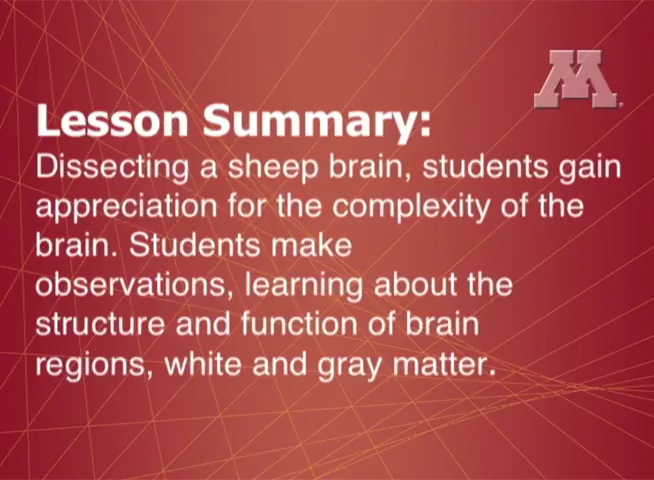 M
Lesson Summary:
Dissecting a sheep brain, students gain
appreciation for the complexity of the
brain. Students make
observations, learning about the
structure and function of brain
regions, white and gray matter.